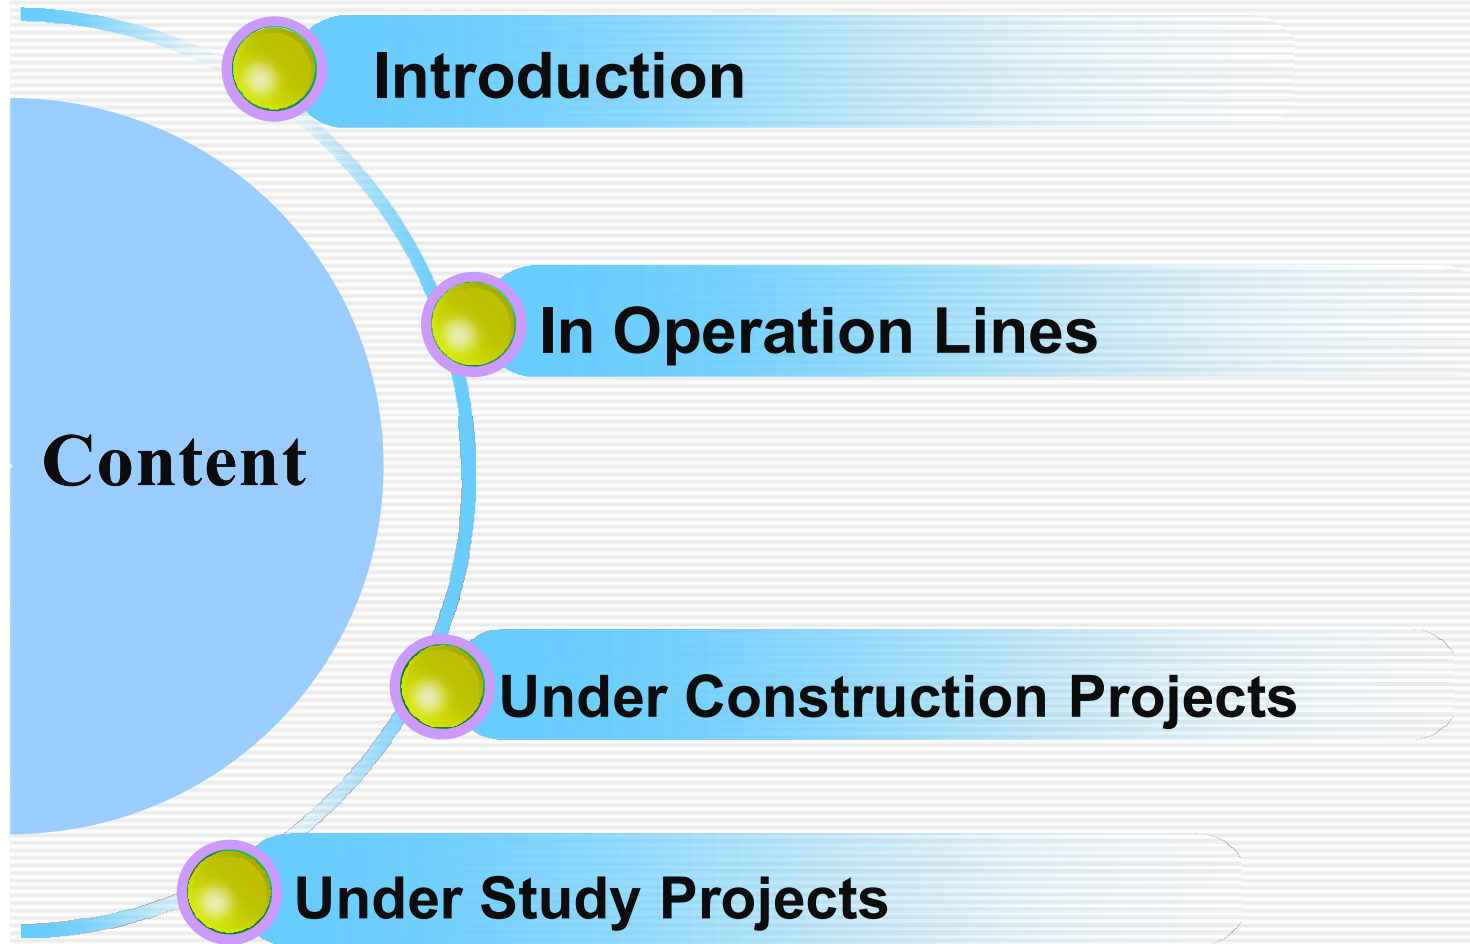 Introduction
In Operation Lines
Content
Under Construction Projects
Under Study Projects